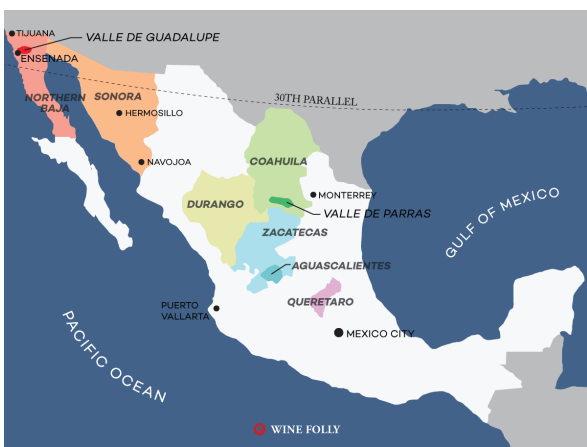 TIJUANA
VALLE DE GUADALUPE
ENSENADA
NORTHERN
BAJA
SONORA
30TH PARALLEL
HERMOSILLO
NAVOJOA
COAHUILA
MONTERREY
DURANGO
VALLE DE PARRAS
GULF OF MEXICO
ZACATECAS
AGUASCALIENTES
QUERETARO
PUERTO
VALLARTA
MEXICO CITY
PACIFIC OCEAN
WINE FOLLY